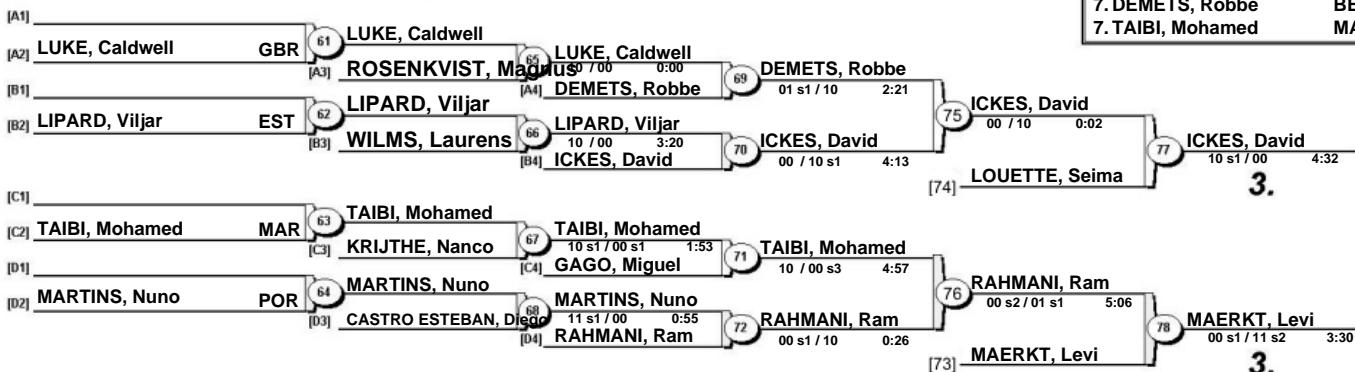 7. DEMETS, Robbe BE
7. TAIBI, Mohamed MA
[A1]
[A2] LUKE, Caldwell GBR
61 LUKE, Caldwell
[A3] ROSENKVIST, Magnus
65 LUKE, Caldwell
10 / 00 0:00
[A4] DEMETS, Robbe
69 DEMETS, Robbe
01 s1 / 10 2:21
[B1]
[B2] LIPARD, Viljar EST
62 LIPARD, Viljar
[B3] WILMS, Laurens
66 LIPARD, Viljar
10 / 00 3:20
[B4] ICKES, David
70 ICKES, David
00 / 10 s1 4:13
75 ICKES, David
00 / 10 0:02
[74] LOUETTE, Seima
77 ICKES, David
10 s1 / 00 4:32
3.
[C1]
[C2] TAIBI, Mohamed MAR
63 TAIBI, Mohamed
[C3] KRIJTHE, Nanco
67 TAIBI, Mohamed
10 s1 / 00 s1 1:53
[C4] GAGO, Miguel
71 TAIBI, Mohamed
10 / 00 s3 4:57
[D1]
[D2] MARTINS, Nuno POR
64 MARTINS, Nuno
[D3] CASTRO ESTEBAN, Diego
68 MARTINS, Nuno
11 s1 / 00 0:55
[D4] RAHMANI, Ram
72 RAHMANI, Ram
00 s1 / 10 0:26
76 RAHMANI, Ram
00 s2 / 01 s1 5:06
[73] MAERKT, Levi
78 MAERKT, Levi
00 s1 / 11 s2 3:30
3.